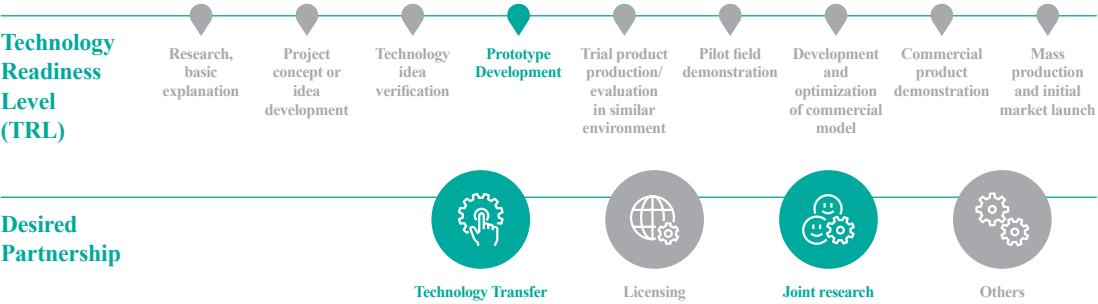 Technology
Readiness
Level
(TRL)
Research,
basic
explanation
Project
concept or
idea
development
Technology
idea
verification
Prototype
Development
Trial product
production/
evaluation
in similar
environment
Pilot field
demonstration
Development
and
optimization
of commercial
model
Commercial
product
demonstration
Mass
production
and initial
market launch
Desired
Partnership
Technology Transfer
Licensing
Joint research
Others